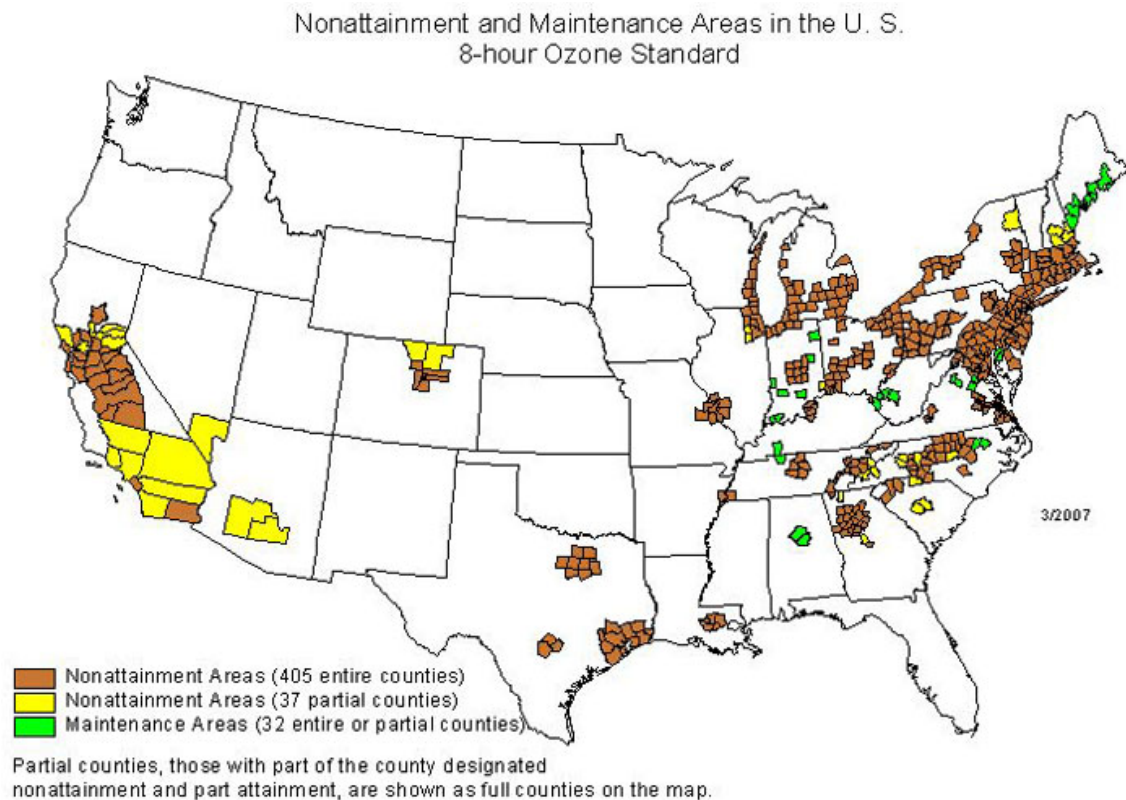 Nonattainment and Maintenance Areas in the U. S.
8-hour Ozone Standard
3/2007
Nonattainment Areas (405 entire counties)
Nonattainment Areas (37 partial counties)
Maintenance Areas (32 entire or partial counties)
Partial counties, those with part of the county designated
nonattainment and part attainment, are shown as full counties on the map.